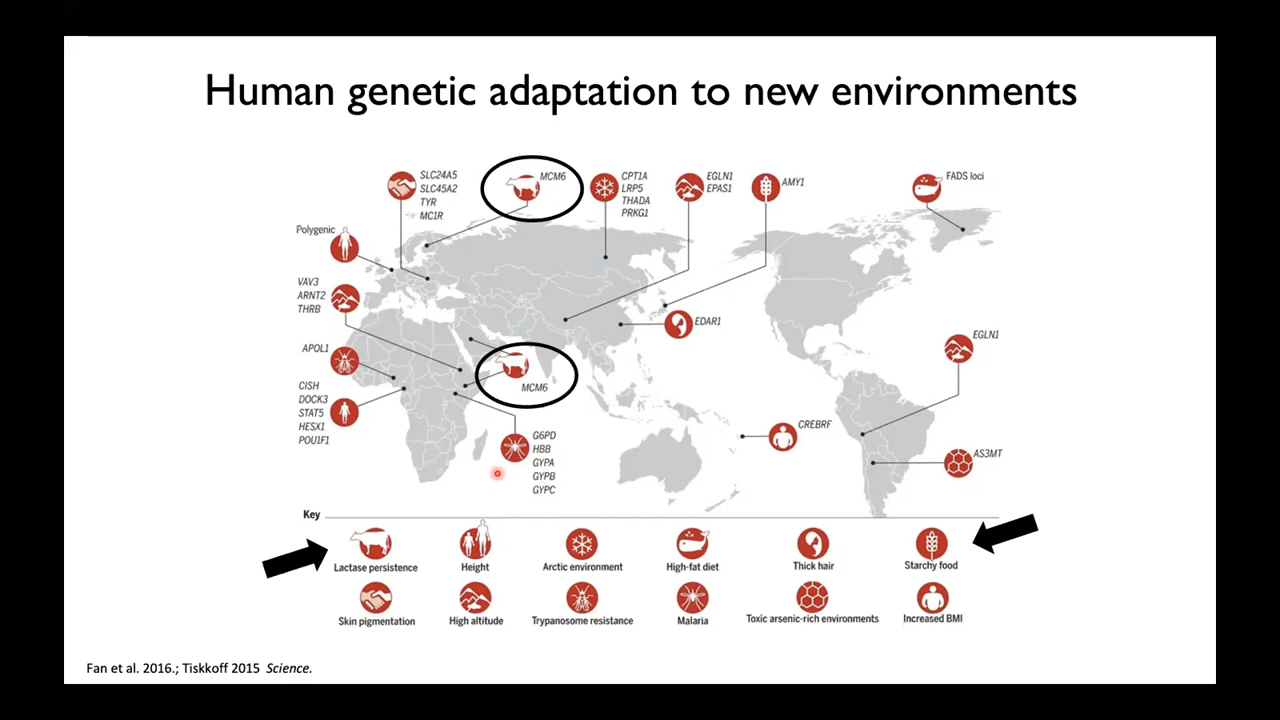 Human genetic adaptation to new environments
SLC24A5
SLC45A2
TYR
MC1R
MCM6
CPT1A
LRP5
THADA
PRKG1
EGLN1
EPAS1
AMY1
FADS loci
Polygenic
VAV3
ARNT2
THRB
EDAR1
EGLN1
APOL1
MCM6
CISH
DOCK3
STAT5
HESX1
POU1F1
CREBRF
G6PD
HBB
GYPA
GYPB
GYPC
AS3MT
Key
Lactase persistence
Height
Arctic environment
High-fat diet
Thick hair
Starchy food
Skin pigmentation
High altitude
Trypanosome resistance
Malaria
Toxic arsenic-rich environments
Increased BMI
Fan et al. 2016.; Tiskkoff 2015 Science.